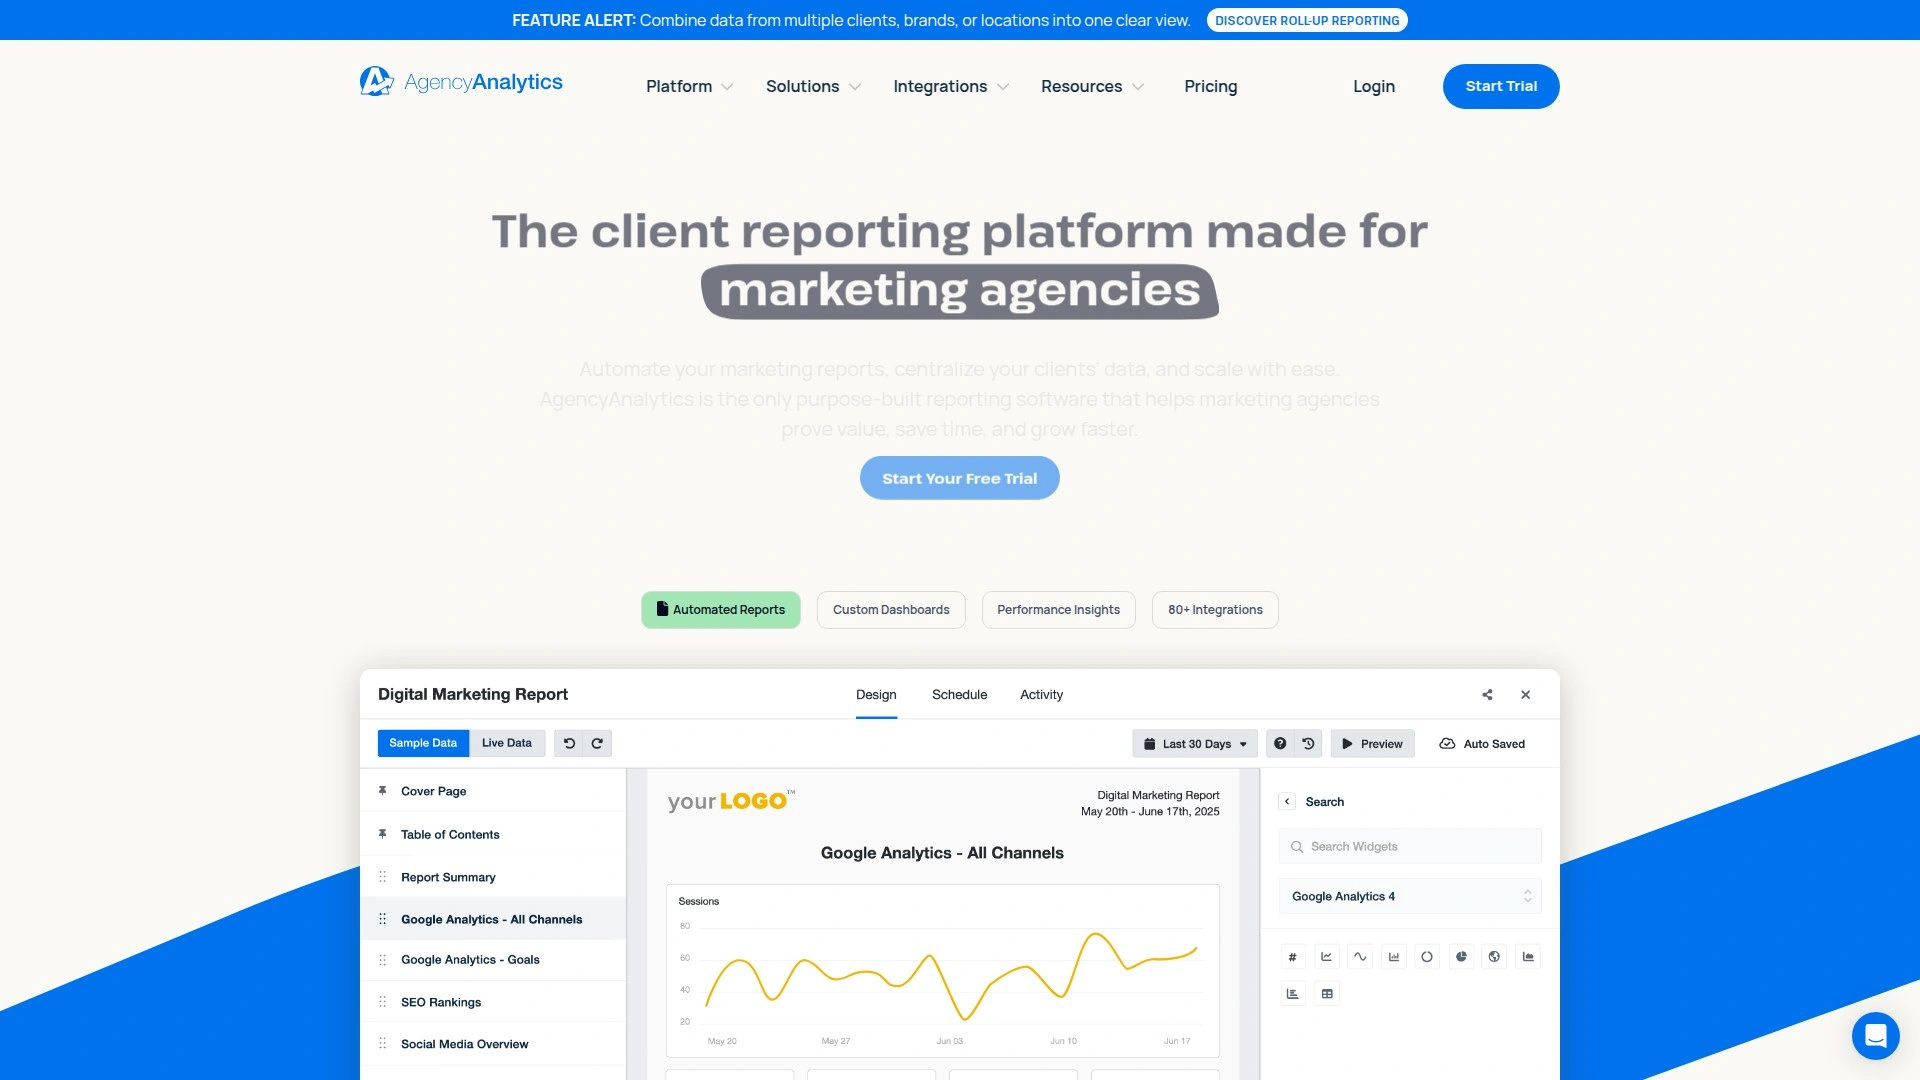 FEATURE ALERT: Combine data from multiple clients, brands, or locations into one clear view. DISCOVER ROLL-UP REPORTING
AgencyAnalytics Platform Solutions Integrations Resources Pricing Login Start Trial
The client reporting platform made for
marketing agencies
Automate your marketing reports, centralize your clients' data, and scale with ease.
AgencyAnalytics is the only purpose-built reporting software that helps marketing agencies
prove value, save time, and grow faster.
Start Your Free Trial
Automated Reports Custom Dashboards Performance Insights 80+ Integrations
Digital Marketing Report Design Schedule Activity
Sample Data Live Data Last 30 Days Preview Auto Saved
Cover Page
Table of Contents
Report Summary
Google Analytics - All Channels
Google Analytics - Goals
SEO Rankings
Social Media Overview
your LOGO™
Digital Marketing Report
May 20th - June 17th, 2025
Google Analytics - All Channels
Sessions
80
60
40
20
May 20 May 27 Jun 03 Jun 10 Jun 17
Search
Search Widgets
Google Analytics 4